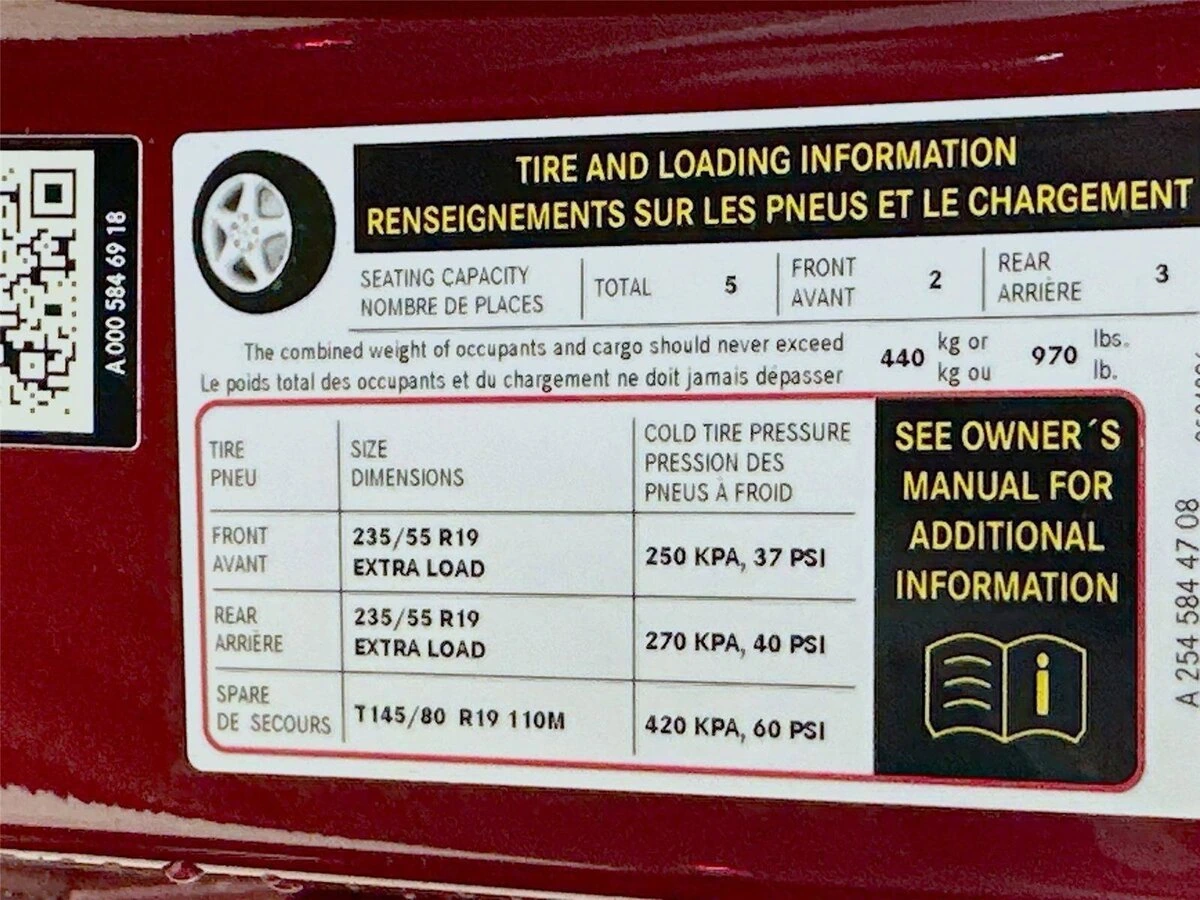 A 000 584 69 18
TIRE AND LOADING INFORMATION
RENSEIGNEMENTS SUR LES PNEUS ET LE CHARGEMENT
SEATING CAPACITY
NOMBRE DE PLACES
TOTAL 5
FRONT
AVANT
2
REAR
ARRIÈRE
3
The combined weight of occupants and cargo should never exceed
Le poids total des occupants et du chargement ne doit jamais dépasser
440 kg or
kg ou
970 lbs.
lb.
TIRE
PNEU
SIZE
DIMENSIONS
COLD TIRE PRESSURE
PRESSION DES
PNEUS À FROID
FRONT
AVANT
235/55 R19
EXTRA LOAD
250 KPA, 37 PSI
REAR
ARRIÈRE
235/55 R19
EXTRA LOAD
270 KPA, 40 PSI
SPARE
DE SECOURS
T145/80 R19 110M
420 KPA, 60 PSI
SEE OWNER´S
MANUAL FOR
ADDITIONAL
INFORMATION
i
A 254 584 47 08